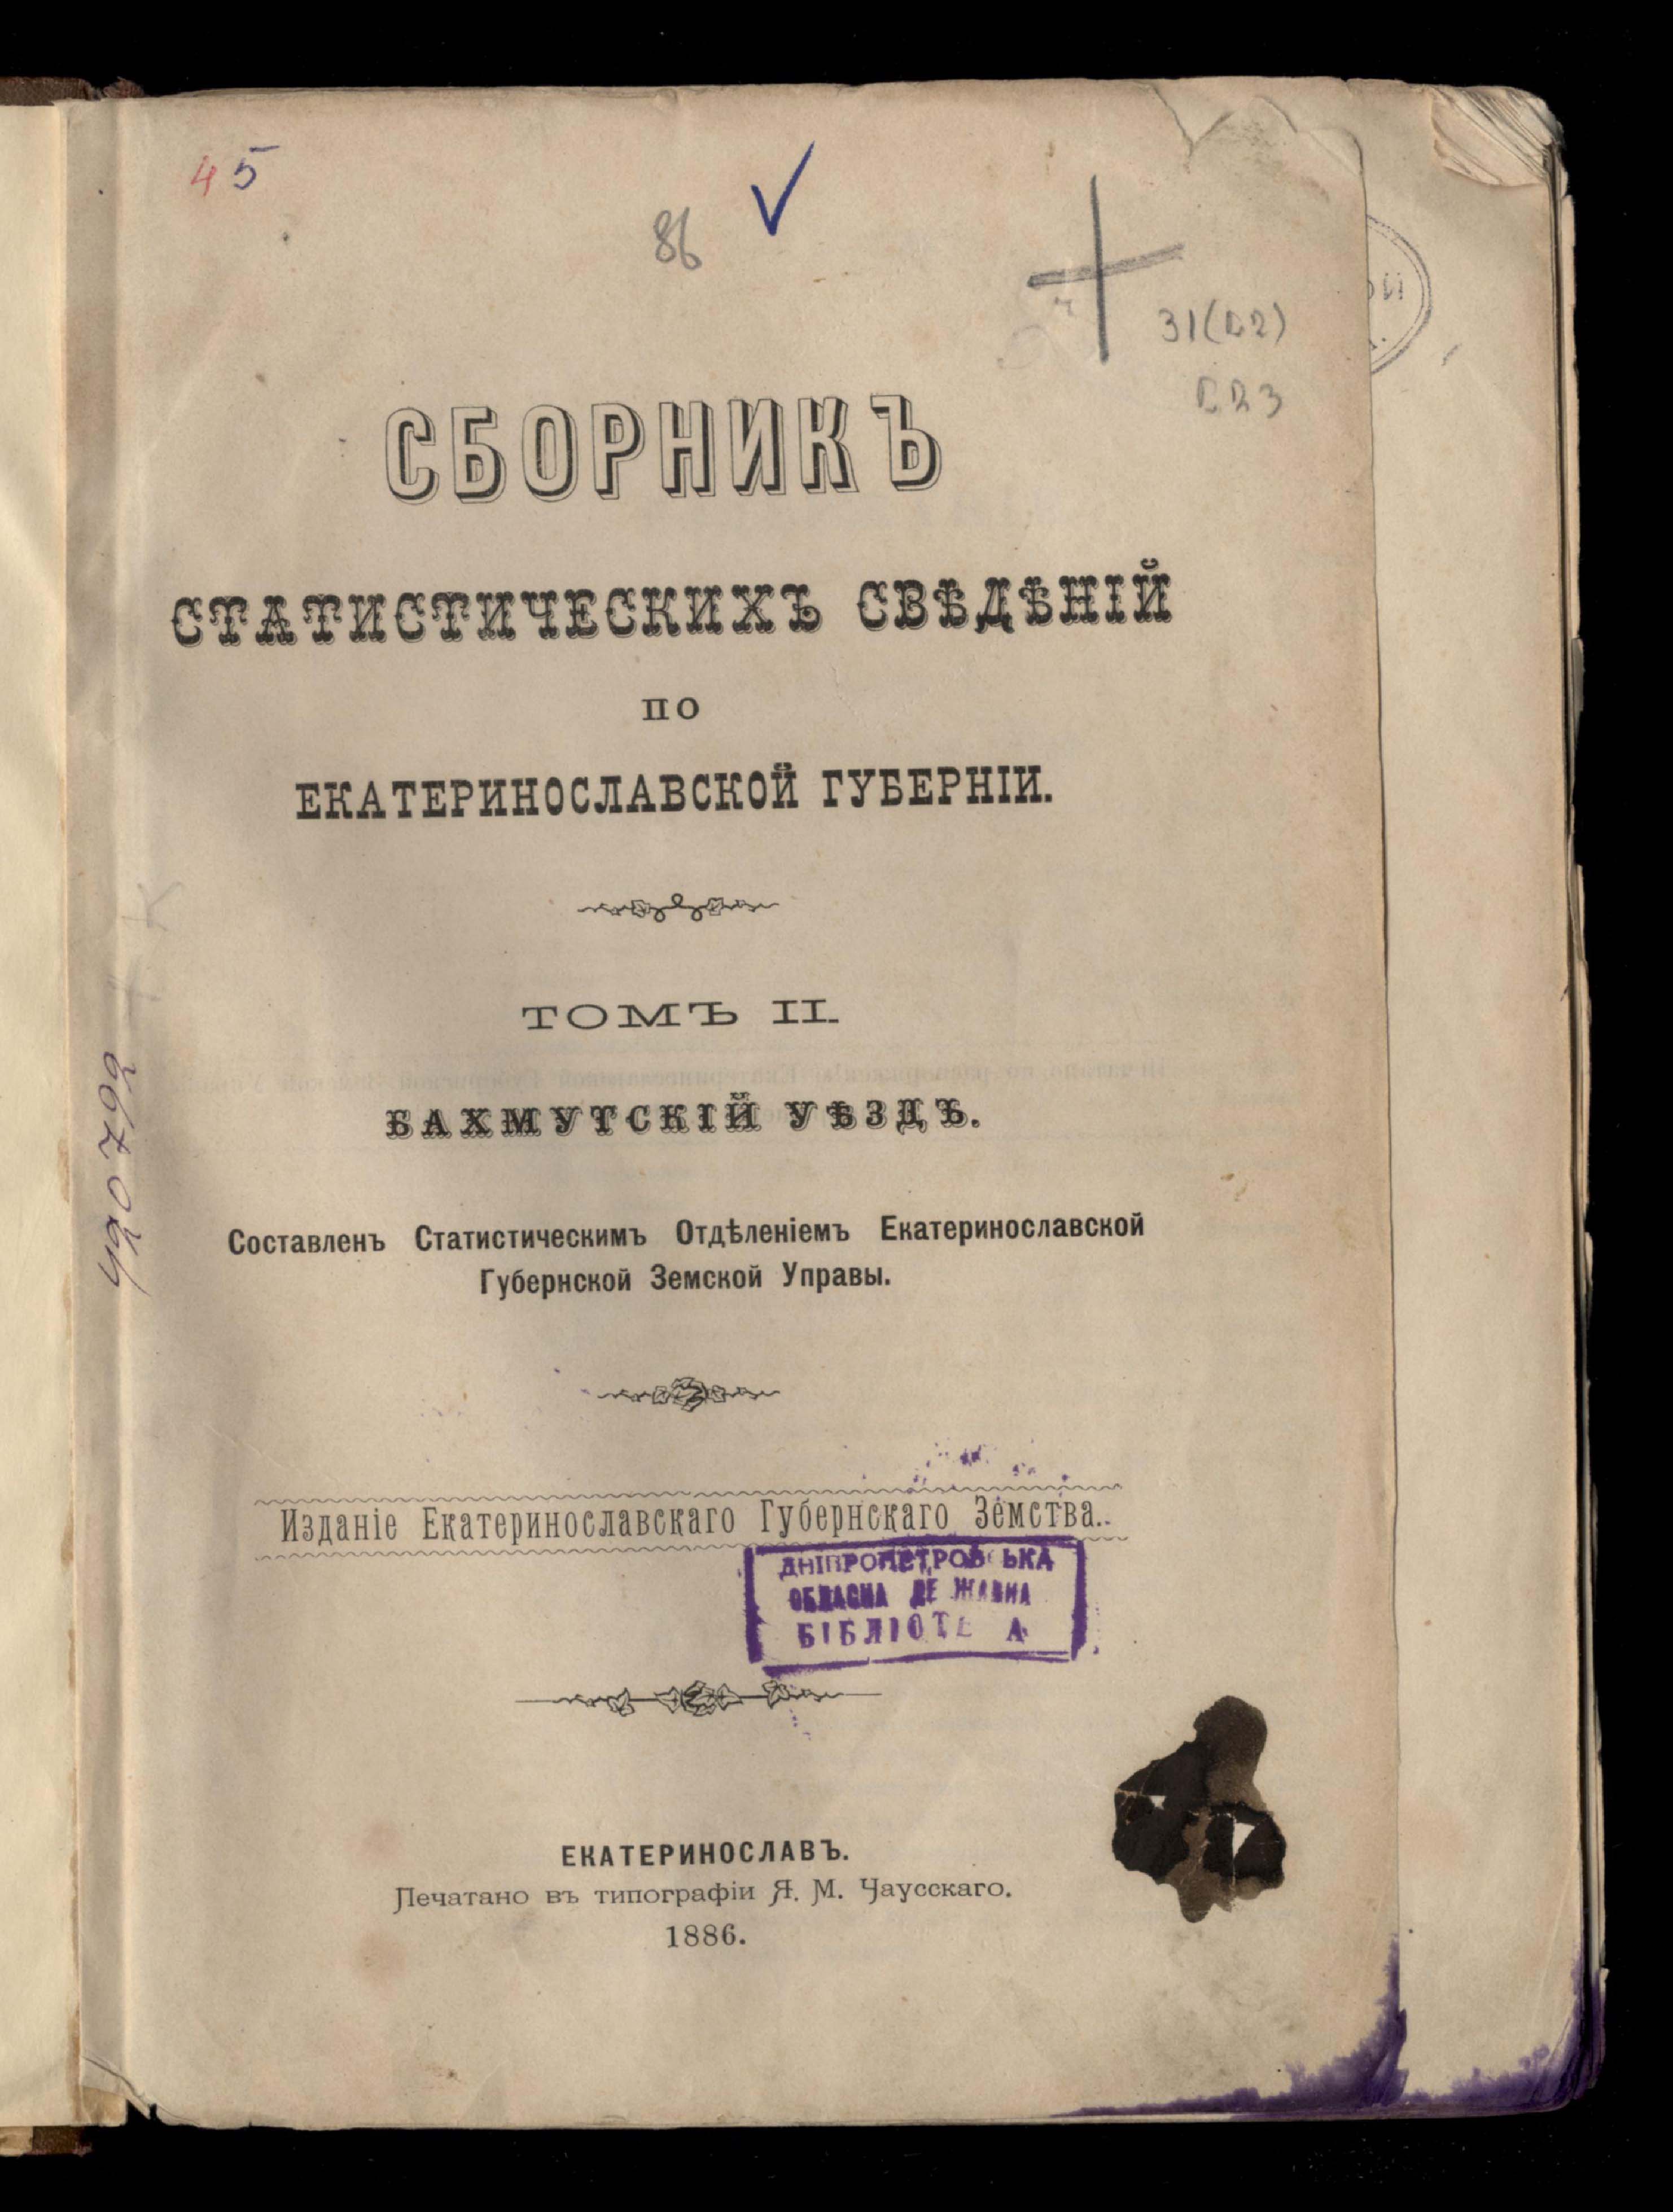 45
86
31(С2)
С23
СБОРНИКЪ
СТАТИСТИЧЕСКИХЪ СВѢДѢНІЙ
ПО
ЕКАТЕРИНОСЛАВСКОЙ ГУБЕРНІИ.
ТОМЪ II.
БАХМУТСКІЙ УѢЗДЪ.
Составленъ Статистическимъ Отдѣленіемъ Екатеринославской
Губернской Земской Управы.
Изданіе Екатеринославскаго Губернскаго Земства.
ДНІПРОПЕТРОВСЬКА
ОБЛАСНА ДЕРЖАВНА
БІБЛІОТЕКА
ЕКАТЕРИНОСЛАВЪ.
Печатано въ типографіи Я. М. Чаусскаго.
1886.